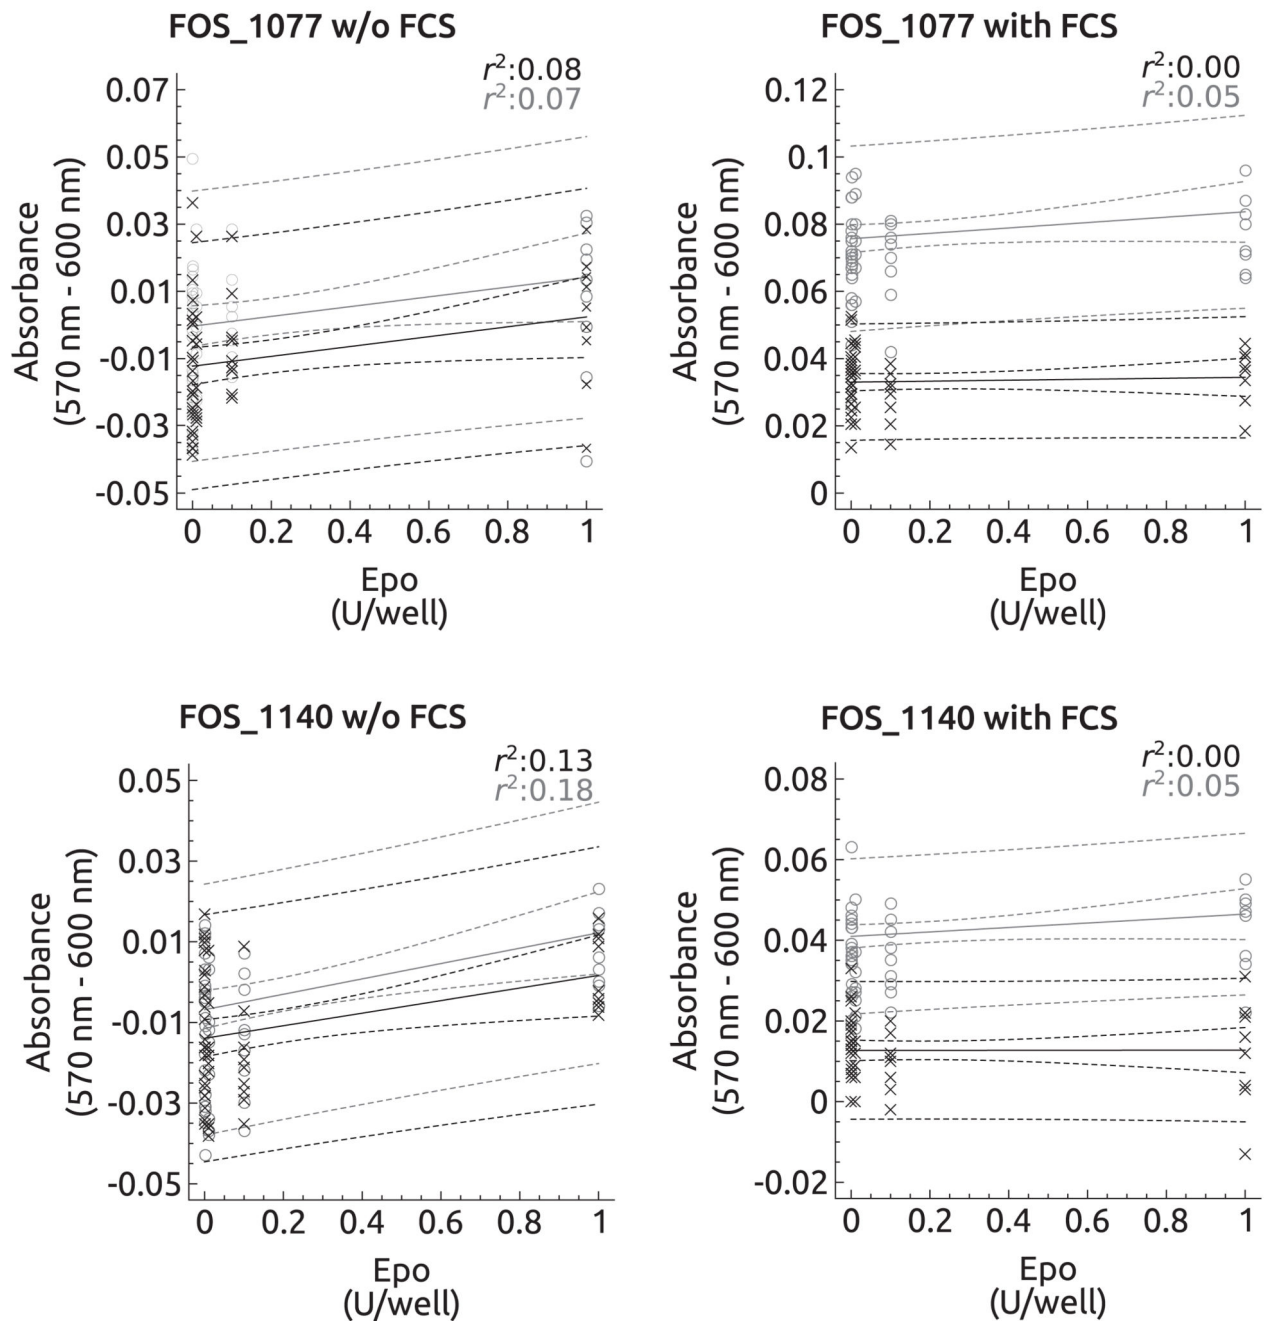 FOS_1077 w/o FCS
r²:0.08
r²:0.07
0.07
0.05
0.03
0.01
-0.01
-0.03
-0.05
Absorbance
(570 nm - 600 nm)
0 0.2 0.4 0.6 0.8 1
Epo
(U/well)
FOS_1077 with FCS
r²:0.00
r²:0.05
0.12
0.1
0.08
0.06
0.04
0.02
0
Absorbance
(570 nm - 600 nm)
0 0.2 0.4 0.6 0.8 1
Epo
(U/well)
FOS_1140 w/o FCS
r²:0.13
r²:0.18
0.05
0.03
0.01
-0.01
-0.03
-0.05
Absorbance
(570 nm - 600 nm)
0 0.2 0.4 0.6 0.8 1
Epo
(U/well)
FOS_1140 with FCS
r²:0.00
r²:0.05
0.08
0.06
0.04
0.02
0
-0.02
Absorbance
(570 nm - 600 nm)
0 0.2 0.4 0.6 0.8 1
Epo
(U/well)